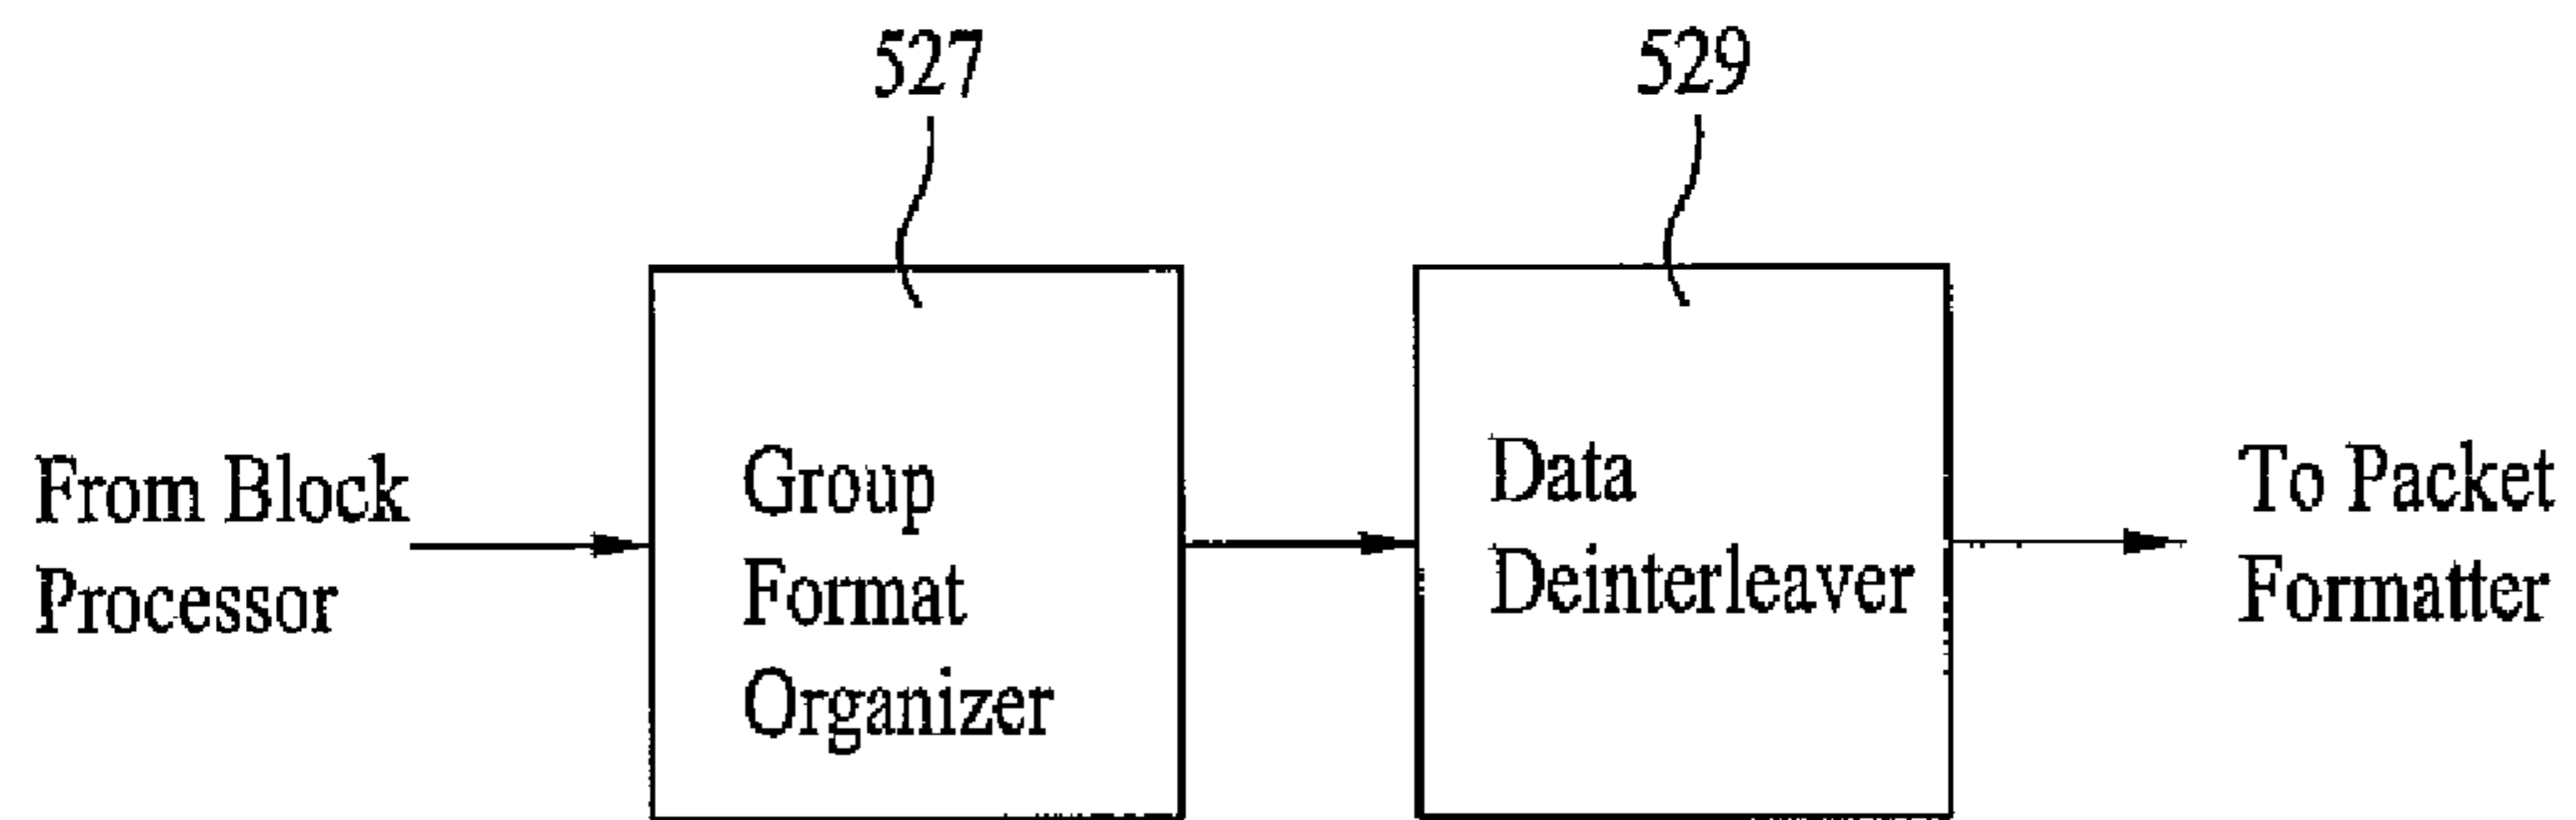 527
529
From Block
Processor
Group
Format
Organizer
Data
Deinterleaver
To Packet
Formatter